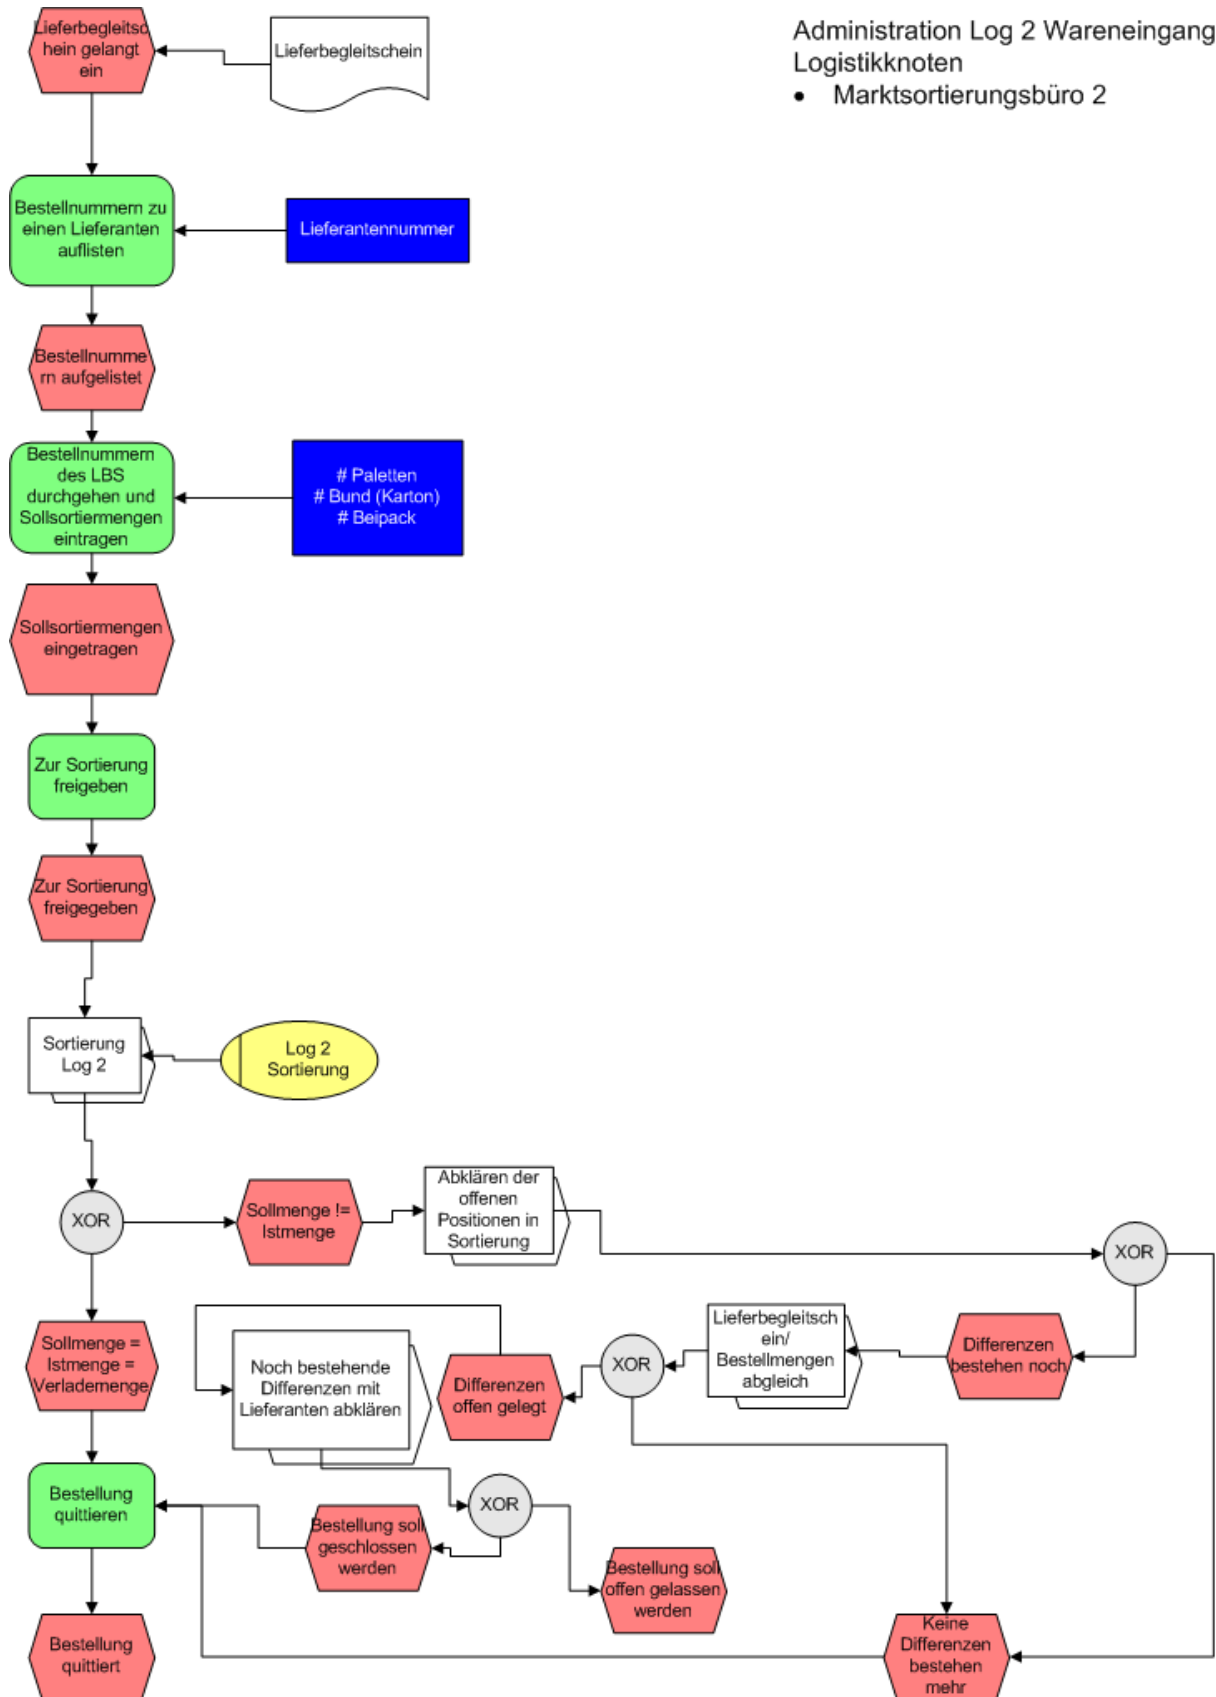 Administration Log 2 Wareneingang
Logistikknoten
• Marktsortierungsbüro 2
Lieferbegleitsc
hein gelangt
ein
Lieferbegleitschein
Bestellnummern zu
einen Lieferanten
auflisten
Lieferantennummer
Bestellnumme
rn aufgelistet
Bestellnummern
des LBS
durchgehen und
Sollsortiermengen
eintragen
# Paletten
# Bund (Karton)
# Beipack
Sollsortiermengen
eingetragen
Zur Sortierung
freigeben
Zur Sortierung
freigegeben
Sortierung
Log 2
Log 2
Sortierung
XOR
Sollmenge !=
Istmenge
Abklären der
offenen
Positionen in
Sortierung
XOR
Sollmenge =
Istmenge =
Verlademenge
Noch bestehende
Differenzen mit
Lieferanten abklären
Differenzen
offen gelegt
XOR
Lieferbegleitsch
ein/
Bestellmengen
abgleich
Differenzen
bestehen noch
Bestellung
quittieren
Bestellung soll
geschlossen
werden
XOR
Bestellung soll
offen gelassen
werden
Bestellung
quittiert
Keine
Differenzen
bestehen
mehr